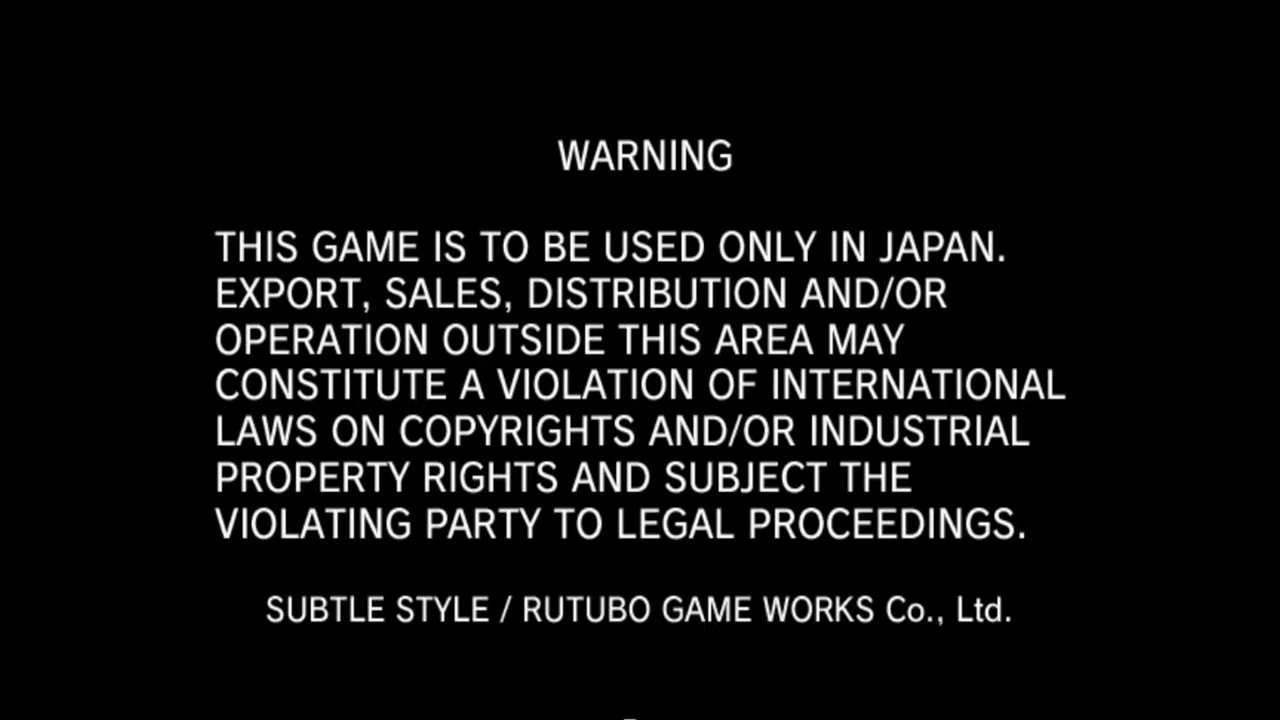 WARNING
THIS GAME IS TO BE USED ONLY IN JAPAN.
EXPORT, SALES, DISTRIBUTION AND/OR
OPERATION OUTSIDE THIS AREA MAY
CONSTITUTE A VIOLATION OF INTERNATIONAL
LAWS ON COPYRIGHTS AND/OR INDUSTRIAL
PROPERTY RIGHTS AND SUBJECT THE
VIOLATING PARTY TO LEGAL PROCEEDINGS.
SUBTLE STYLE / RUTUBO GAME WORKS Co., Ltd.